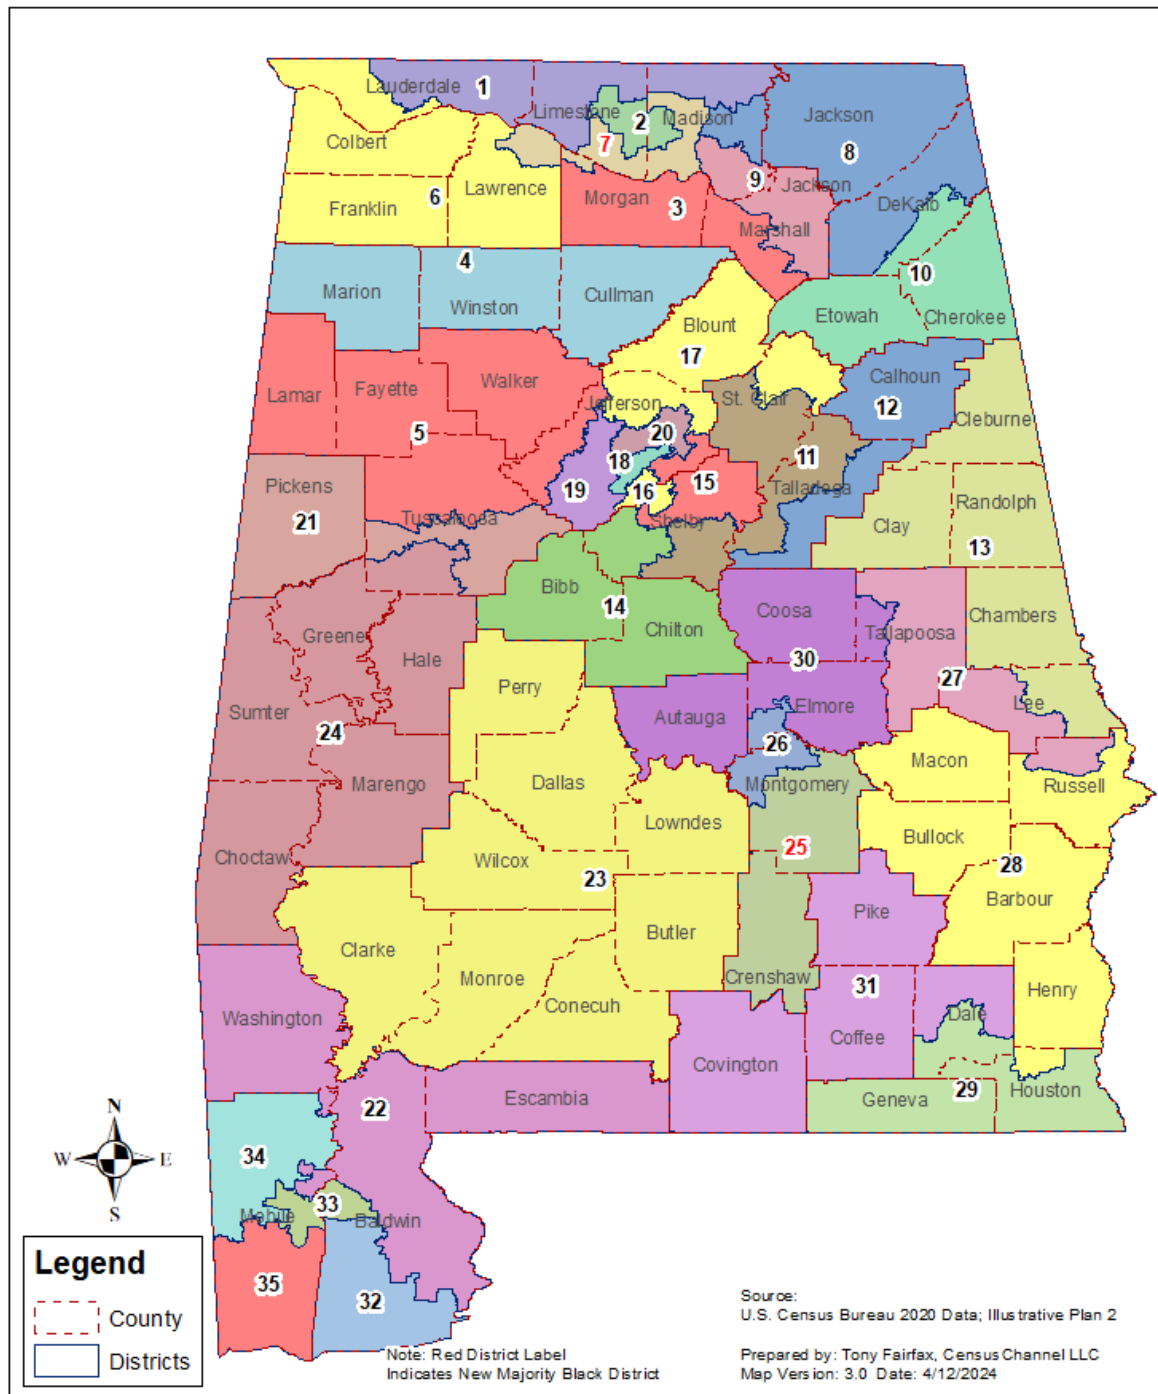 Lauderdale
1
Limestone
2
Madison
Jackson
Colbert
7
8
Lawrence
9
Jackson
6
Franklin
Morgan
3
DeKalb
Marshall
4
10
Marion
Winston
Cullman
Etowah
Cherokee
Blount
17
Lamar
Fayette
Walker
Calhoun
Jefferson
St. Clair
12
Cleburne
5
20
11
18
15
Pickens
19
16
Talladega
21
Tuscaloosa
Shelby
Clay
Randolph
13
Bibb
14
Coosa
Chambers
Greene
Chilton
Tallapoosa
Hale
30
27
Perry
Lee
Sumter
Autauga
Elmore
24
26
Macon
Marengo
Dallas
Montgomery
Russell
Lowndes
Bullock
Choctaw
Wilcox
25
28
23
Barbour
Pike
Clarke
Butler
Monroe
Crenshaw
31
Henry
Washington
Conecuh
Dale
Coffee
Covington
Houston
22
Escambia
Geneva
29
N
W E
S
34
33
Mobile
Baldwin
Legend
35
32
County
Districts
Source:
U.S. Census Bureau 2020 Data; Illustrative Plan 2
Note: Red District Label
Indicates New Majority Black District
Prepared by: Tony Fairfax, Census Channel LLC
Map Version: 3.0 Date: 4/12/2024